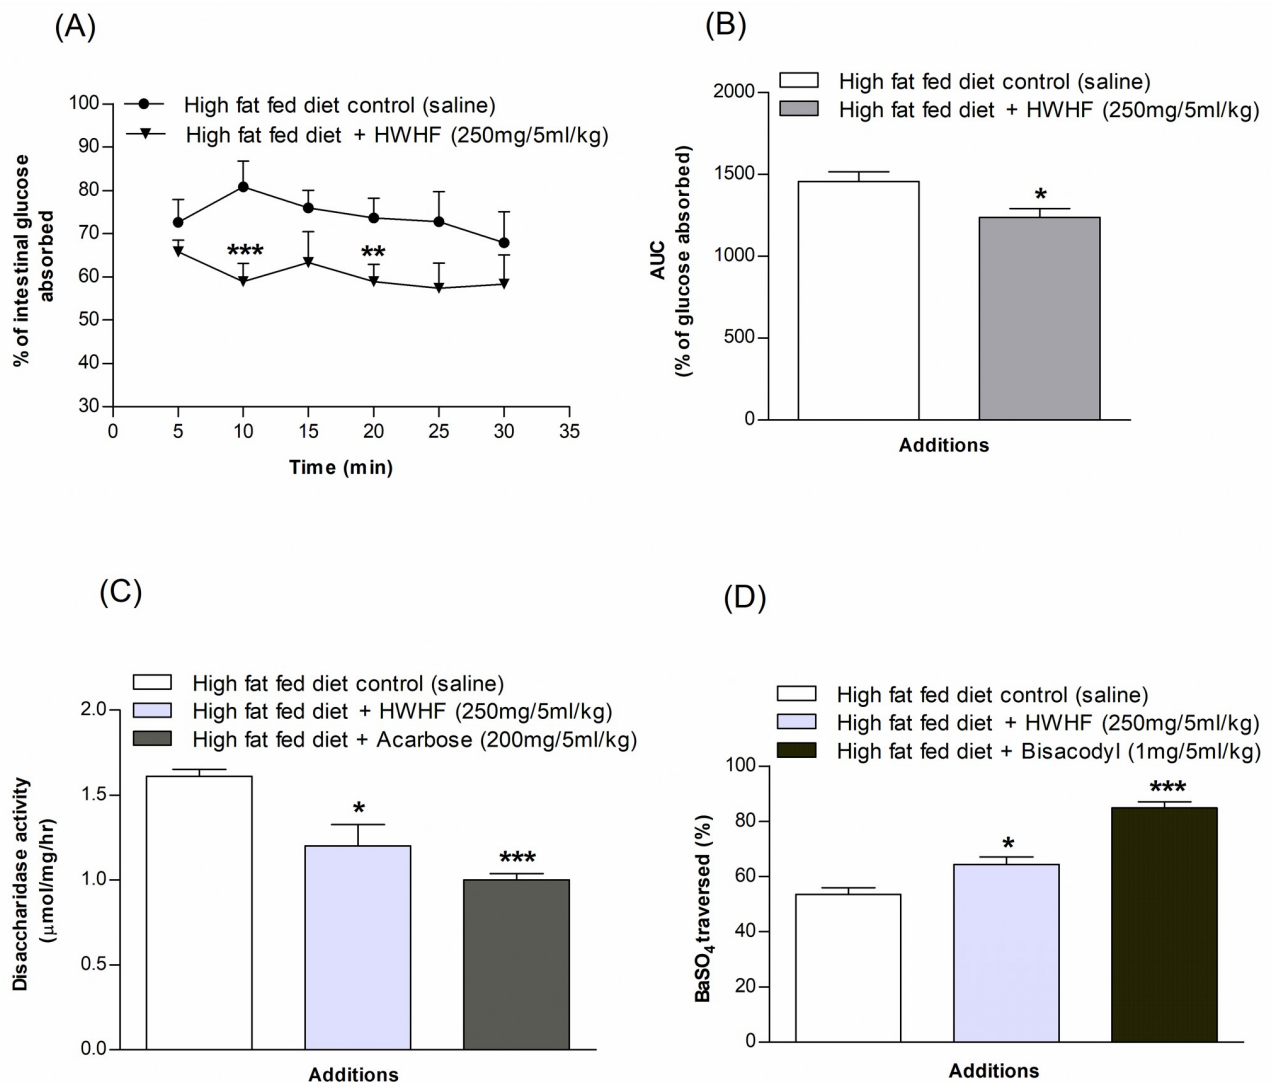 (A)
High fat fed diet control (saline)
High fat fed diet + HWHF (250mg/5ml/kg)
100
90
80
70
60
50
40
30
% of intestinal glucose
absorbed
***
**
0 5 10 15 20 25 30 35
Time (min)
(B)
High fat fed diet control (saline)
High fat fed diet + HWHF (250mg/5ml/kg)
2000
1500
1000
500
0
AUC
(% of glucose absorbed)
*
Additions
(C)
High fat fed diet control (saline)
High fat fed diet + HWHF (250mg/5ml/kg)
High fat fed diet + Acarbose (200mg/5ml/kg)
2.0
1.5
1.0
0.5
0.0
Disaccharidase activity
(μmol/mg/hr)
*
***
Additions
(D)
High fat fed diet control (saline)
High fat fed diet + HWHF (250mg/5ml/kg)
High fat fed diet + Bisacodyl (1mg/5ml/kg)
100
80
60
40
20
0
BaSO4 traversed (%)
*
***
Additions